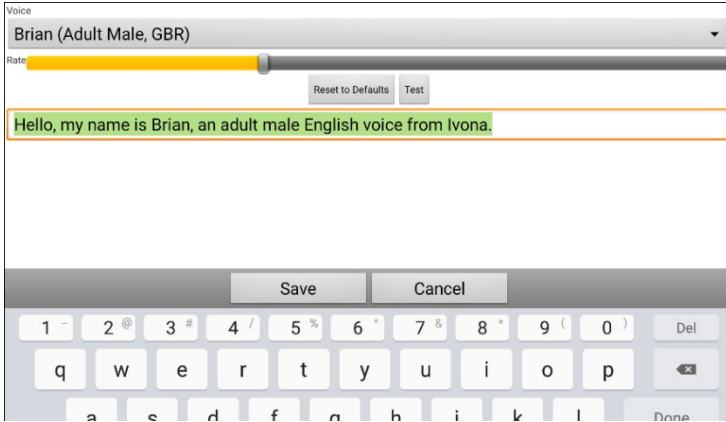 Voice
Brian (Adult Male, GBR)
Rate
Reset to Defaults Test
Hello, my name is Brian, an adult male English voice from Ivona.
Save Cancel
1 - 2 @ 3 # 4 / 5 % 6 ^ 7 & 8 * 9 ( 0 ) Del
q w e r t y u i o p
a s d f g h j k l Done